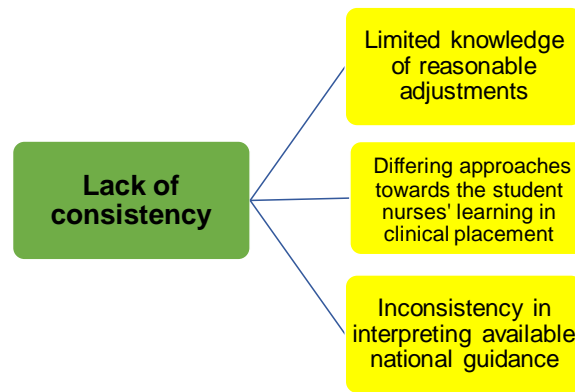 Lack of
consistency
Limited knowledge
of reasonable
adjustments
Differing approaches
towards the student
nurses' learning in
clinical placement
Inconsistency in
interpreting available
national guidance